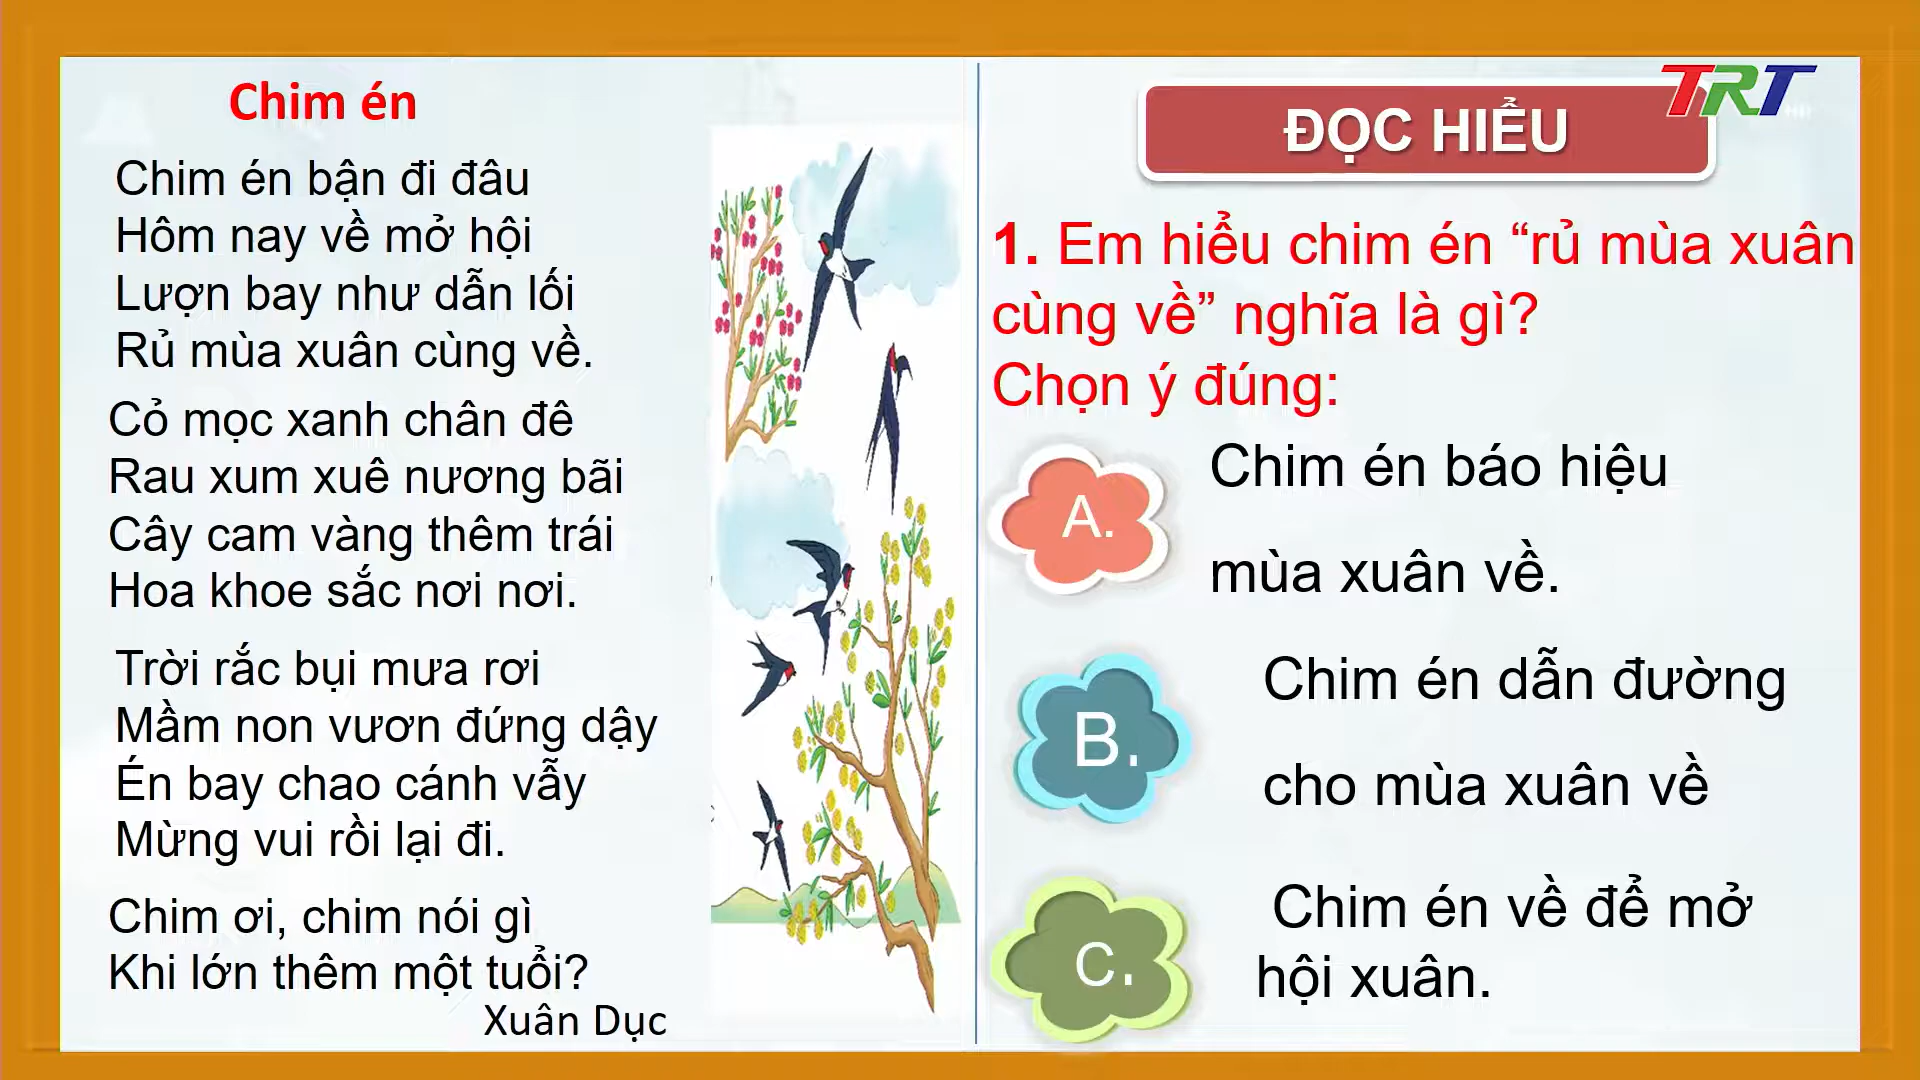 Chim én
Chim én bận đi đâu
Hôm nay về mở hội
Lượn bay như dẫn lối
Rủ mùa xuân cùng về.
Cỏ mọc xanh chân đê
Rau xum xuê nương bãi
Cây cam vàng thêm trái
Hoa khoe sắc nơi nơi.
Trời rắc bụi mưa rơi
Mầm non vươn đứng dậy
Én bay chao cánh vẫy
Mừng vui rồi lại đi.
Chim ơi, chim nói gì
Khi lớn thêm một tuổi?
Xuân Dục
TRT
ĐỌC HIỂU
1. Em hiểu chim én “rủ mùa xuân
cùng về” nghĩa là gì?
Chọn ý đúng:
A.
Chim én báo hiệu
mùa xuân về.
B.
Chim én dẫn đường
cho mùa xuân về
C.
Chim én về để mở
hội xuân.